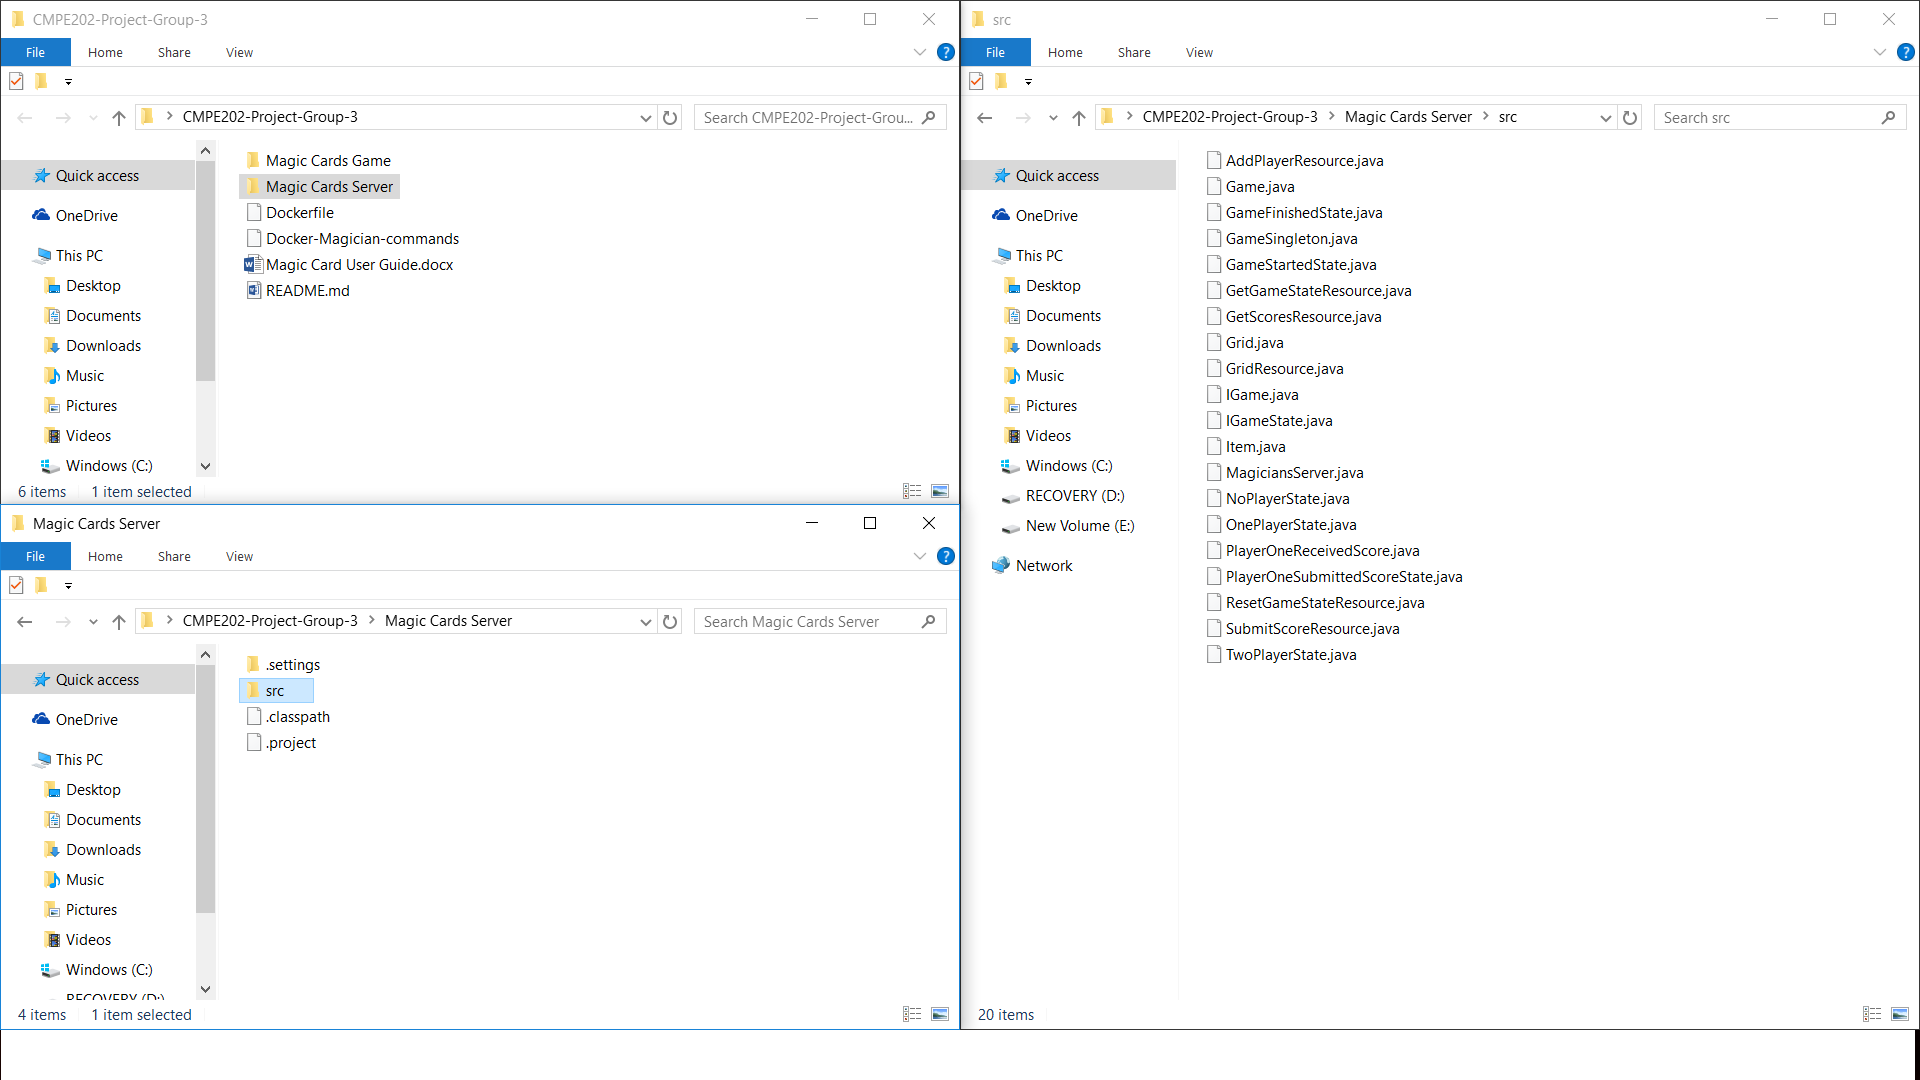 CMPE202-Project-Group-3
File Home Share View
CMPE202-Project-Group-3
Search CMPE202-Project-Grou...
Quick access
OneDrive
This PC
Desktop
Documents
Downloads
Music
Pictures
Videos
Windows (C:)
Magic Cards Game
Magic Cards Server
Dockerfile
Docker-Magician-commands
Magic Card User Guide.docx
README.md
6 items 1 item selected
Magic Cards Server
File Home Share View
CMPE202-Project-Group-3 Magic Cards Server
Search Magic Cards Server
Quick access
OneDrive
This PC
Desktop
Documents
Downloads
Music
Pictures
Videos
Windows (C:)
RECOVERY (D:)
.settings
src
.classpath
.project
4 items 1 item selected
src
File Home Share View
CMPE202-Project-Group-3 Magic Cards Server src
Search src
Quick access
OneDrive
This PC
Desktop
Documents
Downloads
Music
Pictures
Videos
Windows (C:)
RECOVERY (D:)
New Volume (E:)
Network
AddPlayerResource.java
Game.java
GameFinishedState.java
GameSingleton.java
GameStartedState.java
GetGameStateResource.java
GetScoresResource.java
Grid.java
GridResource.java
IGame.java
IGameState.java
Item.java
MagiciansServer.java
NoPlayerState.java
OnePlayerState.java
PlayerOneReceivedScore.java
PlayerOneSubmittedScoreState.java
ResetGameStateResource.java
SubmitScoreResource.java
TwoPlayerState.java
20 items